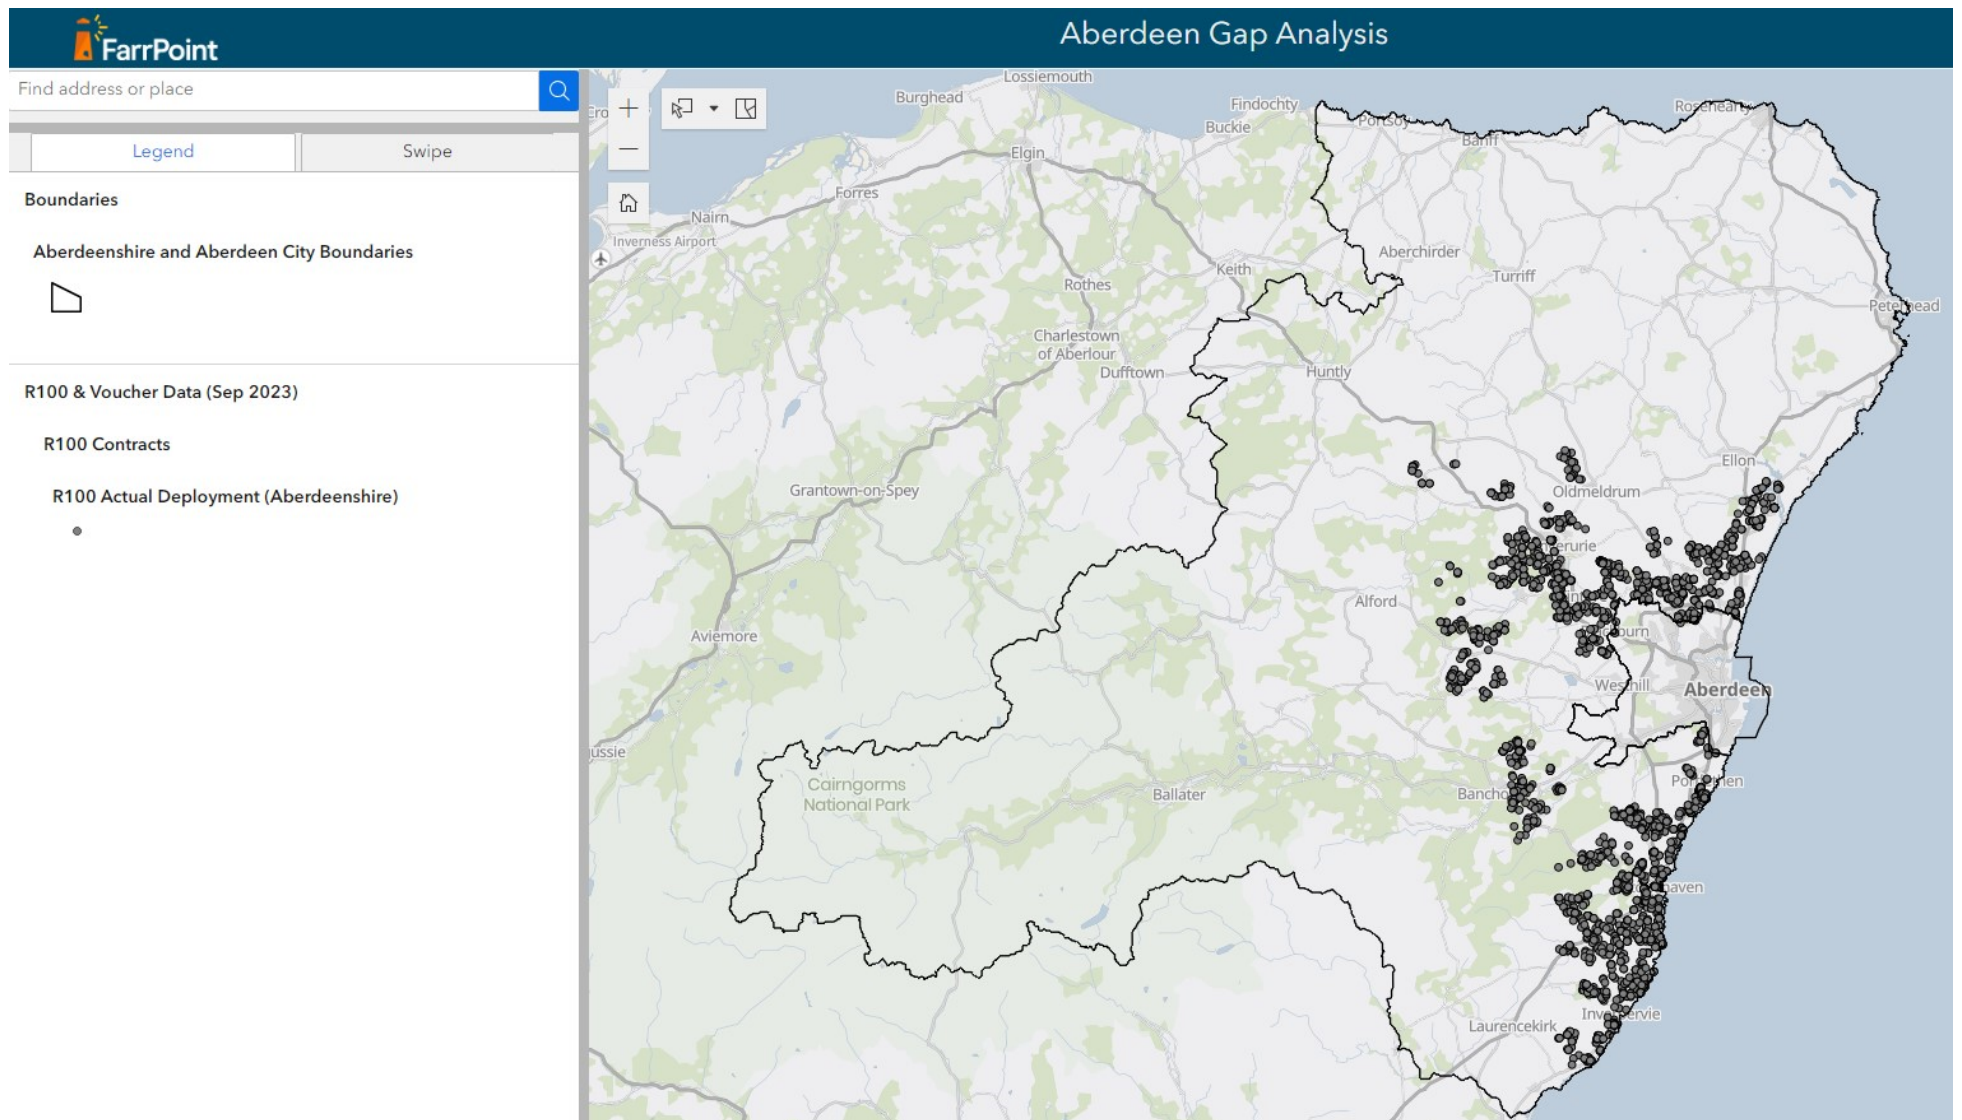 FarrPoint
Aberdeen Gap Analysis
Find address or place
Legend
Swipe
Boundaries
Aberdeenshire and Aberdeen City Boundaries
R100 & Voucher Data (Sep 2023)
R100 Contracts
R100 Actual Deployment (Aberdeenshire)
Lossiemouth
Burghead
Findochty
Buckie
Portsoy
Banff
Rosehearty
Elgin
Forres
Nairn
Inverness Airport
Keith
Aberchirder
Turriff
Rothes
Peterhead
Charlestown
of Aberlour
Dufftown
Huntly
Ellon
Grantown-on-Spey
Oldmeldrum
Alford
Aviemore
Westhill
Aberdeen
Cairngorms
National Park
Ballater
Laurencekirk